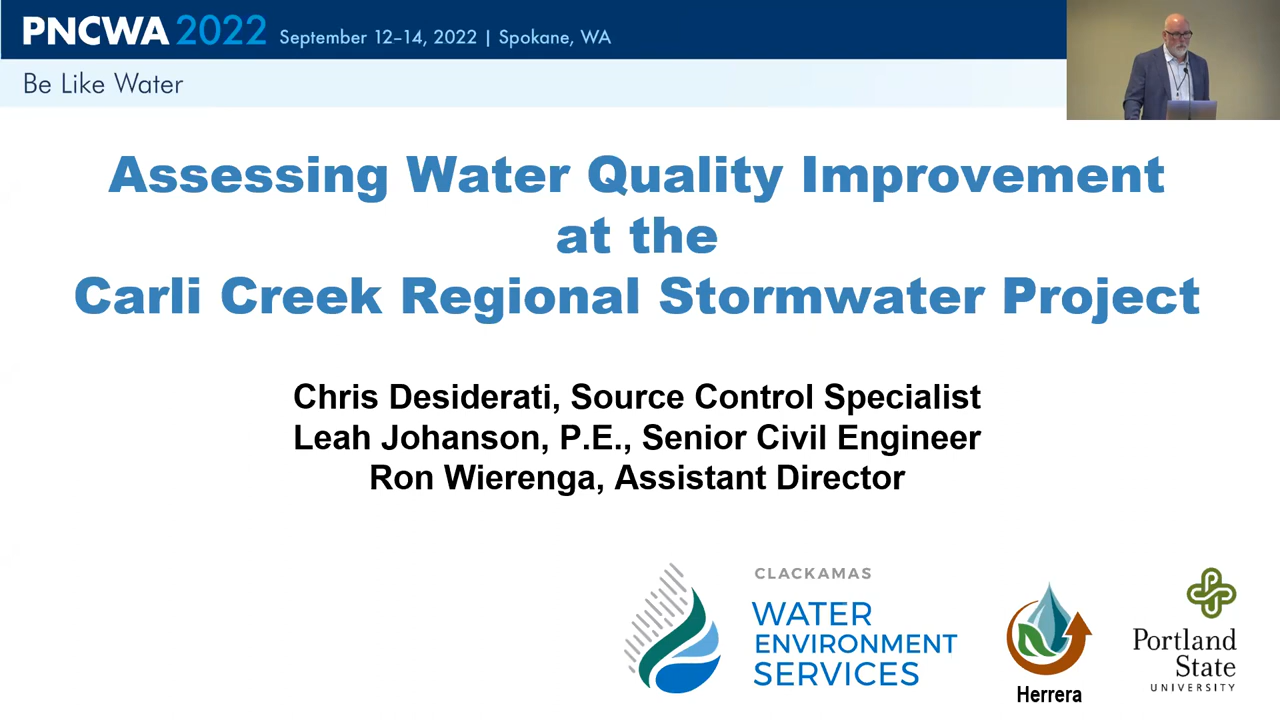 PNCWA 2022 September 12–14, 2022 | Spokane, WA
Be Like Water
Assessing Water Quality Improvement
at the
Carli Creek Regional Stormwater Project
Chris Desiderati, Source Control Specialist
Leah Johanson, P.E., Senior Civil Engineer
Ron Wierenga, Assistant Director
CLACKAMAS
WATER
ENVIRONMENT
SERVICES
Herrera
Portland
State
UNIVERSITY